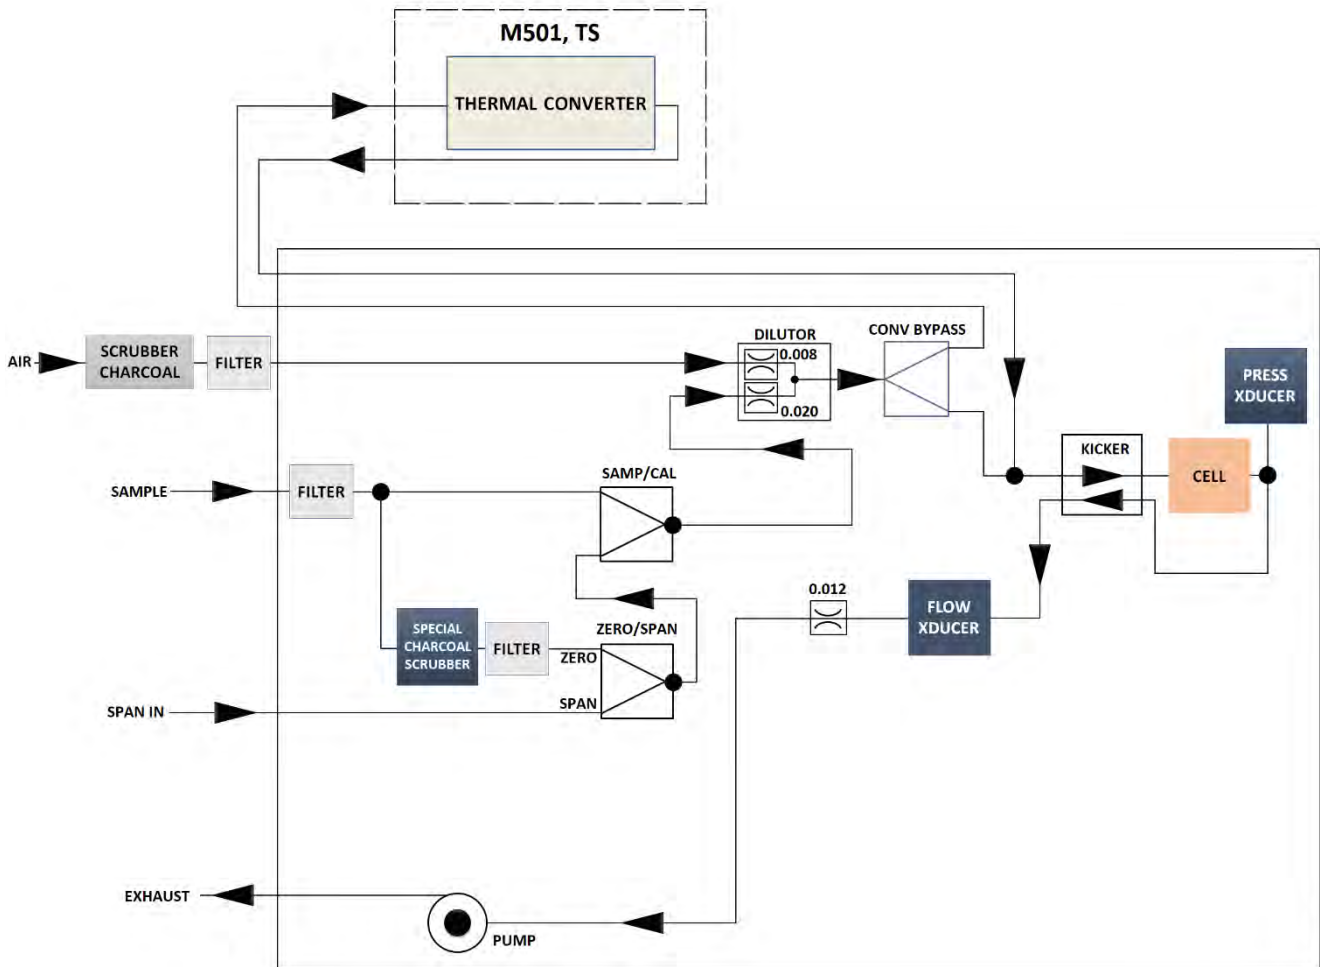 M501, TS
THERMAL CONVERTER
AIR
SCRUBBER
CHARCOAL
FILTER
DILUTOR
0.008
0.020
CONV BYPASS
PRESS
XDUCER
SAMPLE
FILTER
SAMP/CAL
KICKER
CELL
SPECIAL
CHARCOAL
SCRUBBER
FILTER
ZERO/SPAN
ZERO
SPAN
0.012
FLOW
XDUCER
SPAN IN
EXHAUST
PUMP